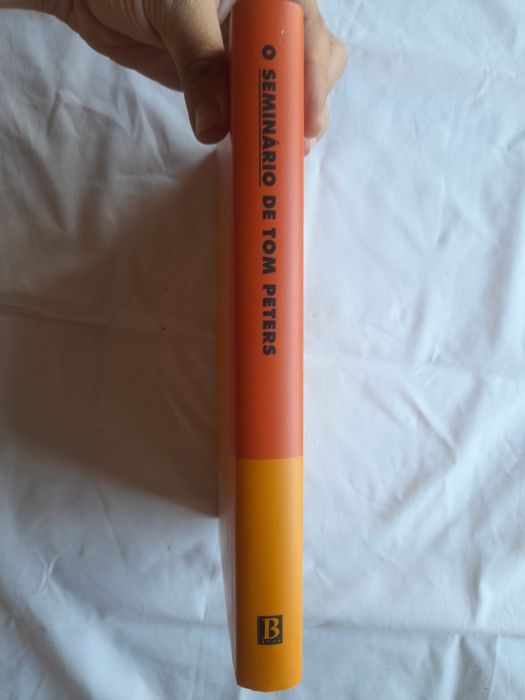 O SEMINÁRIO DE TOM PETERS
B